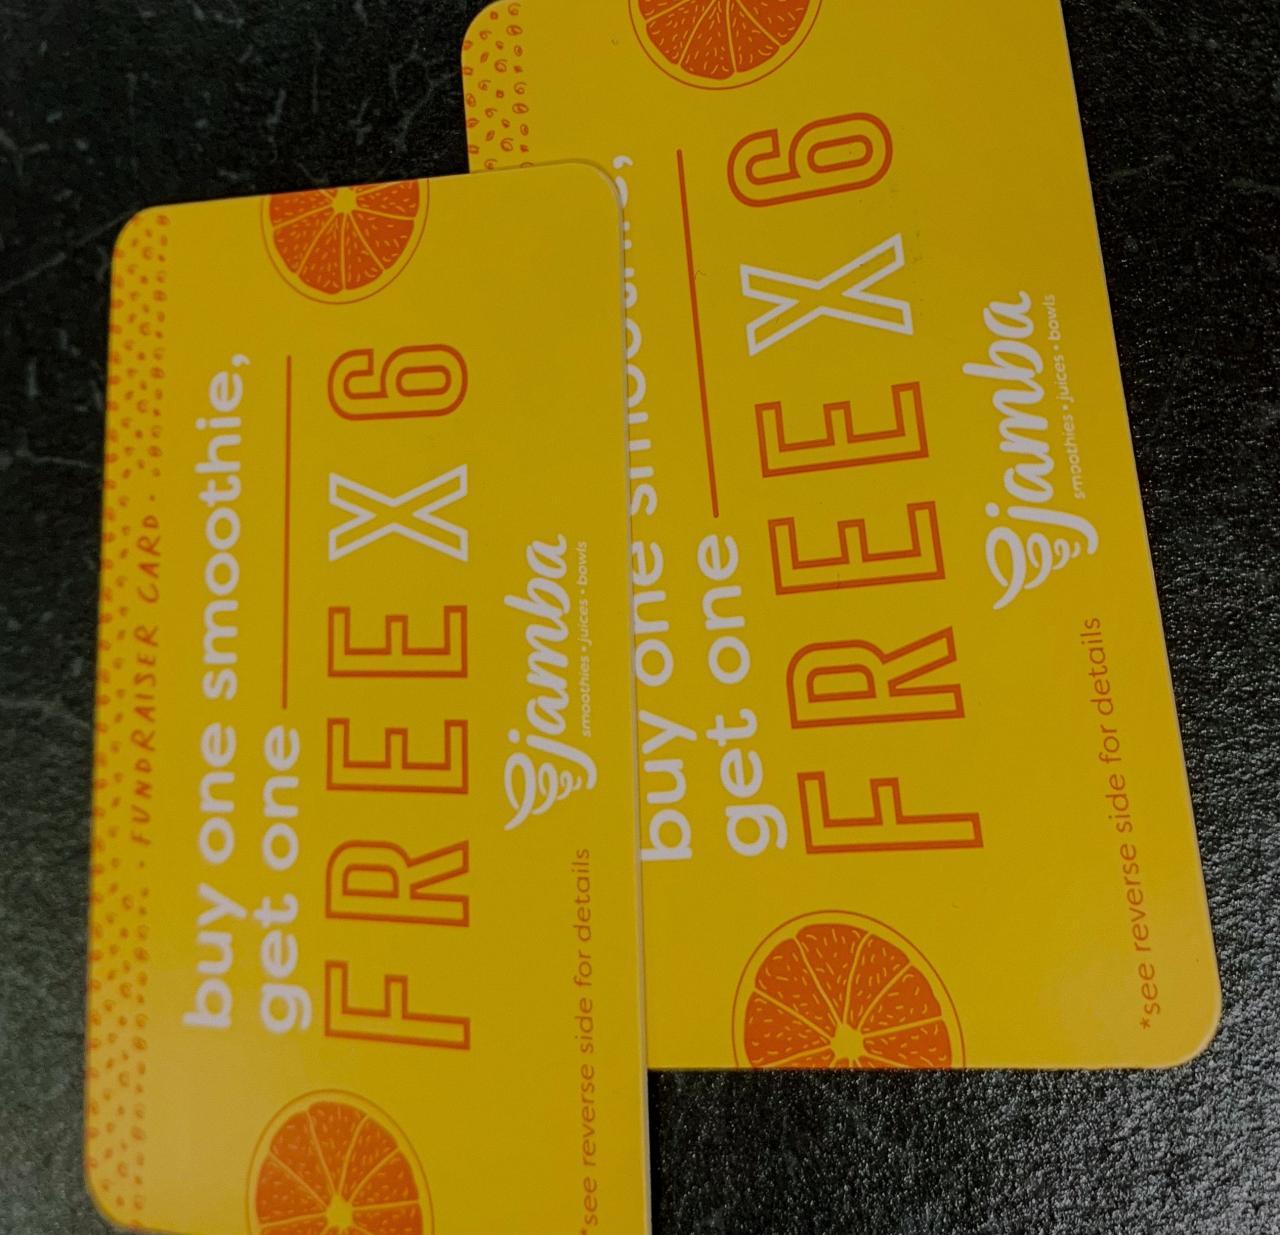 · FUNDRAISER CARD ·
buy one smoothie,
get one
FREE X 6
jamba
smoothies • juices • bowls
*see reverse side for details
buy one smoothie,
get one
FREE X 6
jamba
smoothies • juices • bowls
*see reverse side for details